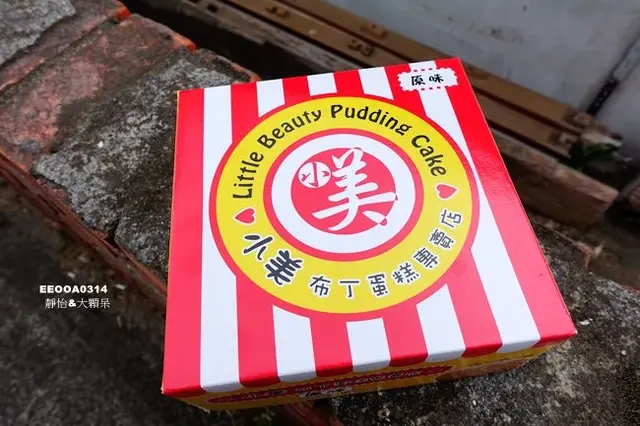 原味
Little Beauty Pudding Cake
小美
小美布丁蛋糕專賣店
EEOOA0314
靜怡&大顆呆